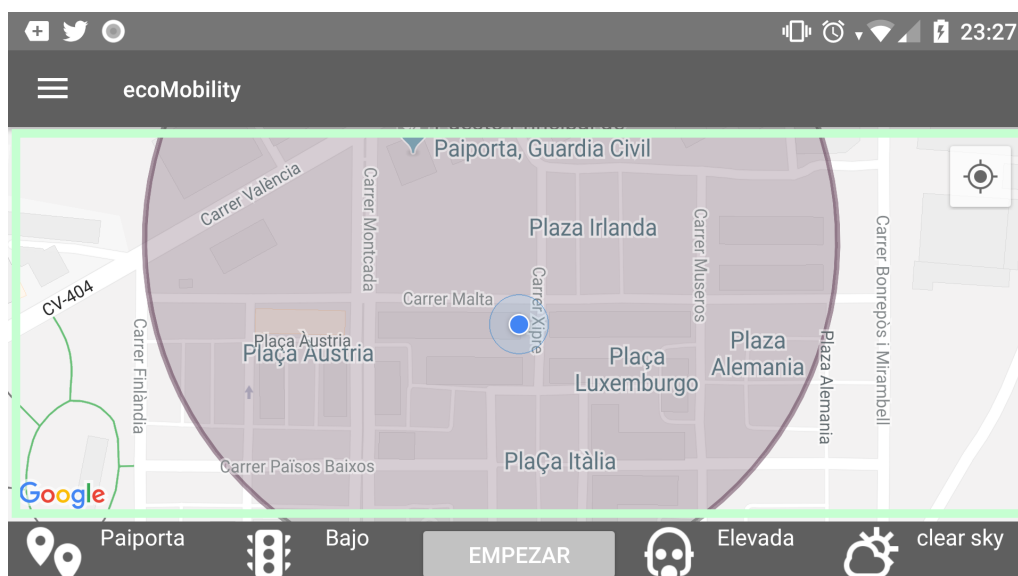 23:27
ecoMobility
Paiporta, Guardia Civil
Carrer València
Carrer Montcada
Plaza Irlanda
Carrer Museros
Carrer Bonrepòs i Mirambell
CV-404
Carrer Malta
Carrer Xipre
Carrer Finlàndia
Plaça Àustria
Plaça Àustria
Plaça
Luxemburgo
Plaza
Alemania
Plaza Alemania
Carrer Països Baixos
PlaÇa Itàlia
Google
Paiporta
Bajo
EMPEZAR
Elevada
clear sky